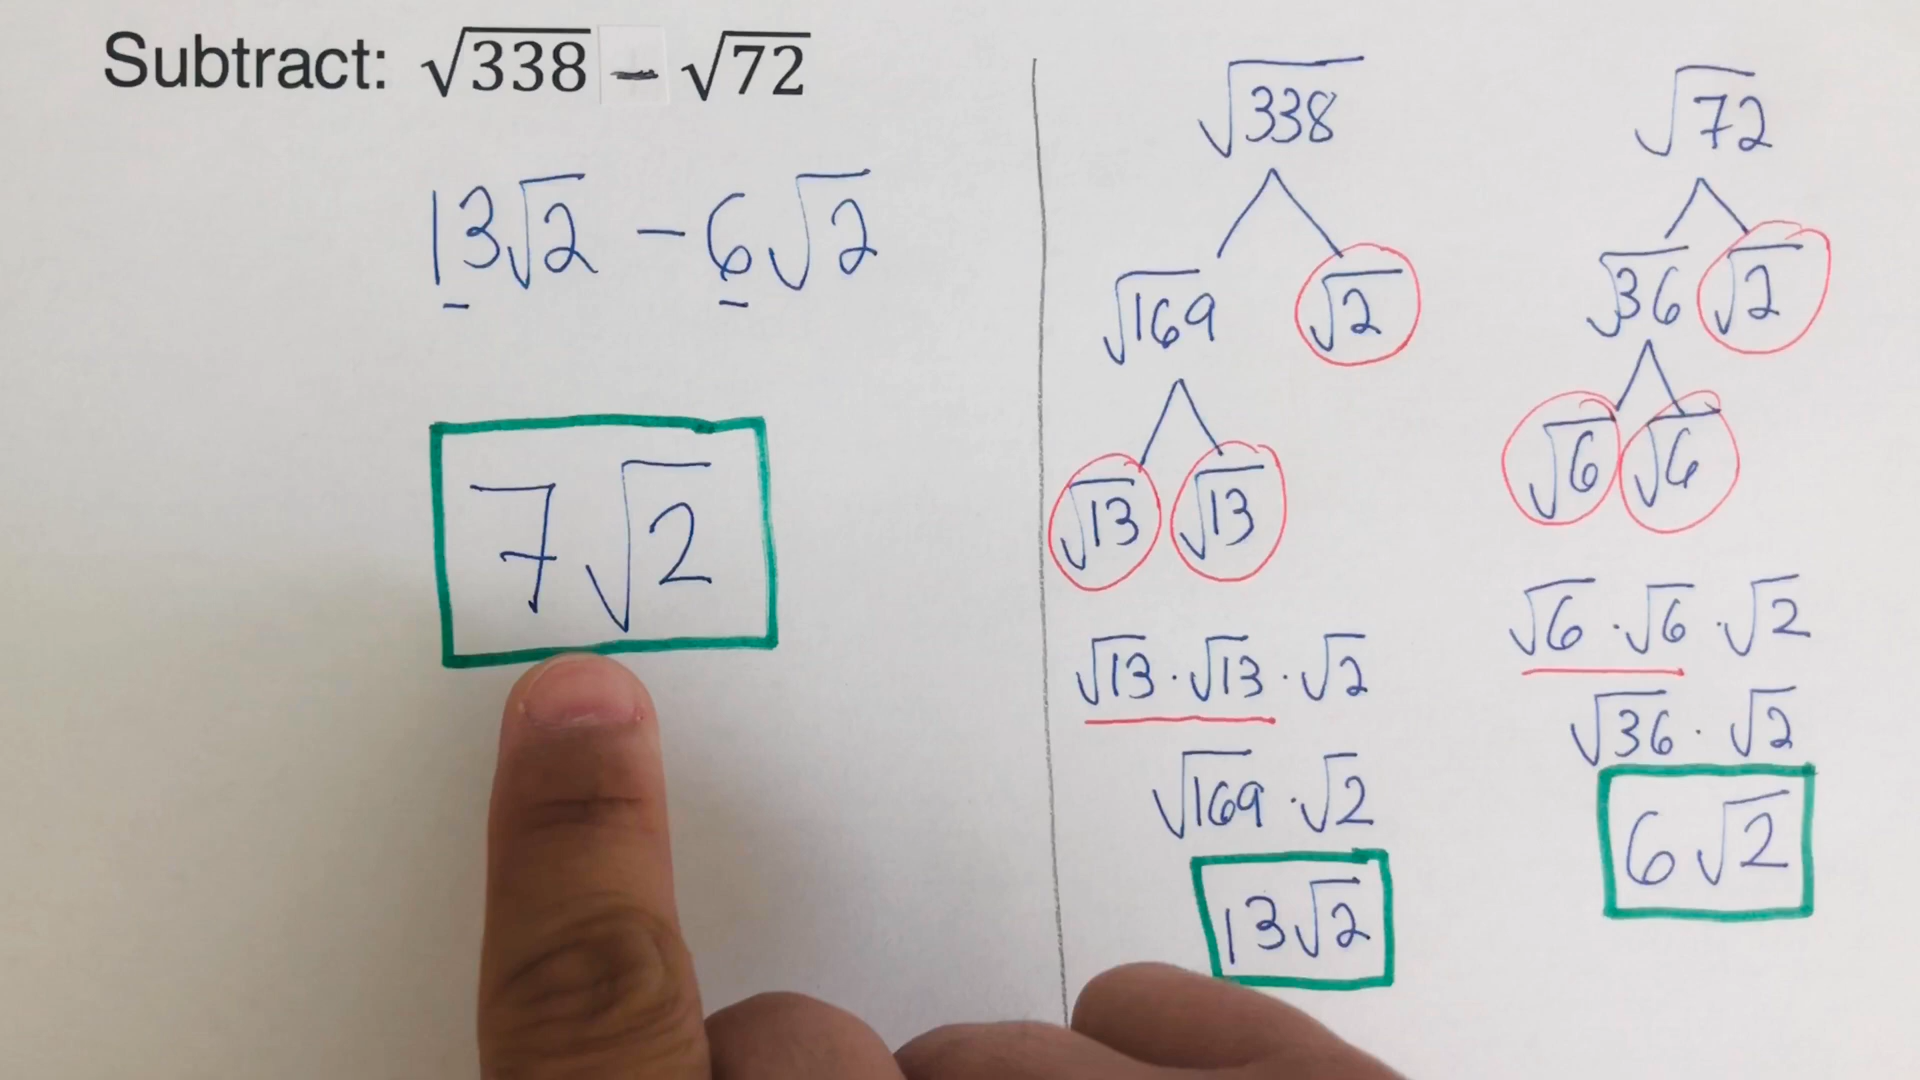 Subtract: √338 - √72
13√2 - 6√2
7√2
√338
√169 √2
√13 √13
√13 · √13 · √2
√169 · √2
13√2
√72
√36 √2
√6 √6
√6 · √6 · √2
√36 · √2
6√2